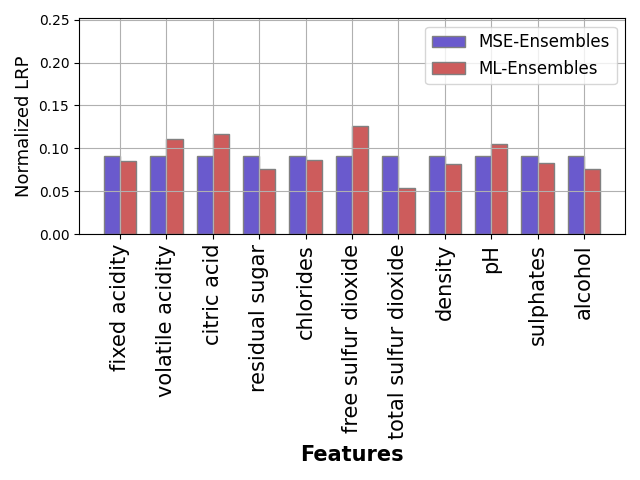 Normalized LRP
0.25
0.20
0.15
0.10
0.05
0.00
MSE-Ensembles
ML-Ensembles
fixed acidity
volatile acidity
citric acid
residual sugar
chlorides
free sulfur dioxide
total sulfur dioxide
density
pH
sulphates
alcohol
Features